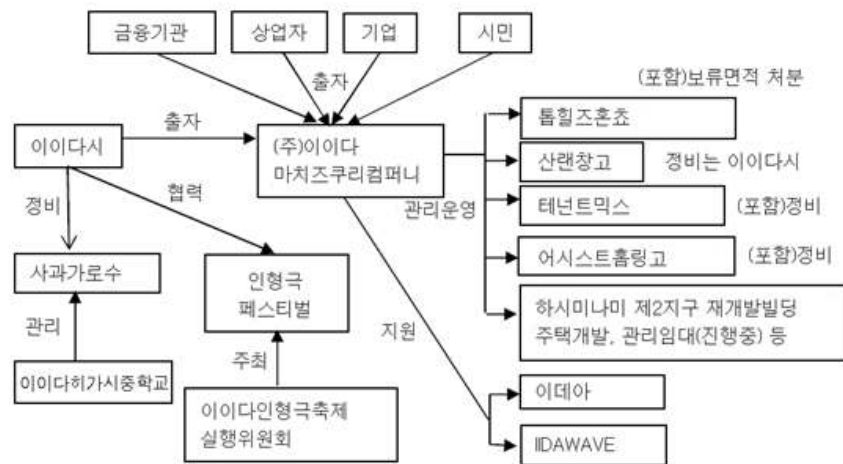 금융기관
상업자
기업
시민
출자
(포함)보류면적 처분
톱힐즈혼쵸
출자
이이다시
(주)이이다
마치즈쿠리컴퍼니
산랜창고
정비는 이이다시
정비
협력
관리운영
테넌트믹스
(포함)정비
어시스트홈링고
(포함)정비
사과가로수
인형극
페스티벌
하시미나미 제2지구 재개발빌딩
주택개발, 관리임대(진행중) 등
관리
지원
주최
이이다히가시중학교
이이다인형극축제
실행위원회
이데아
IIDAWAVE